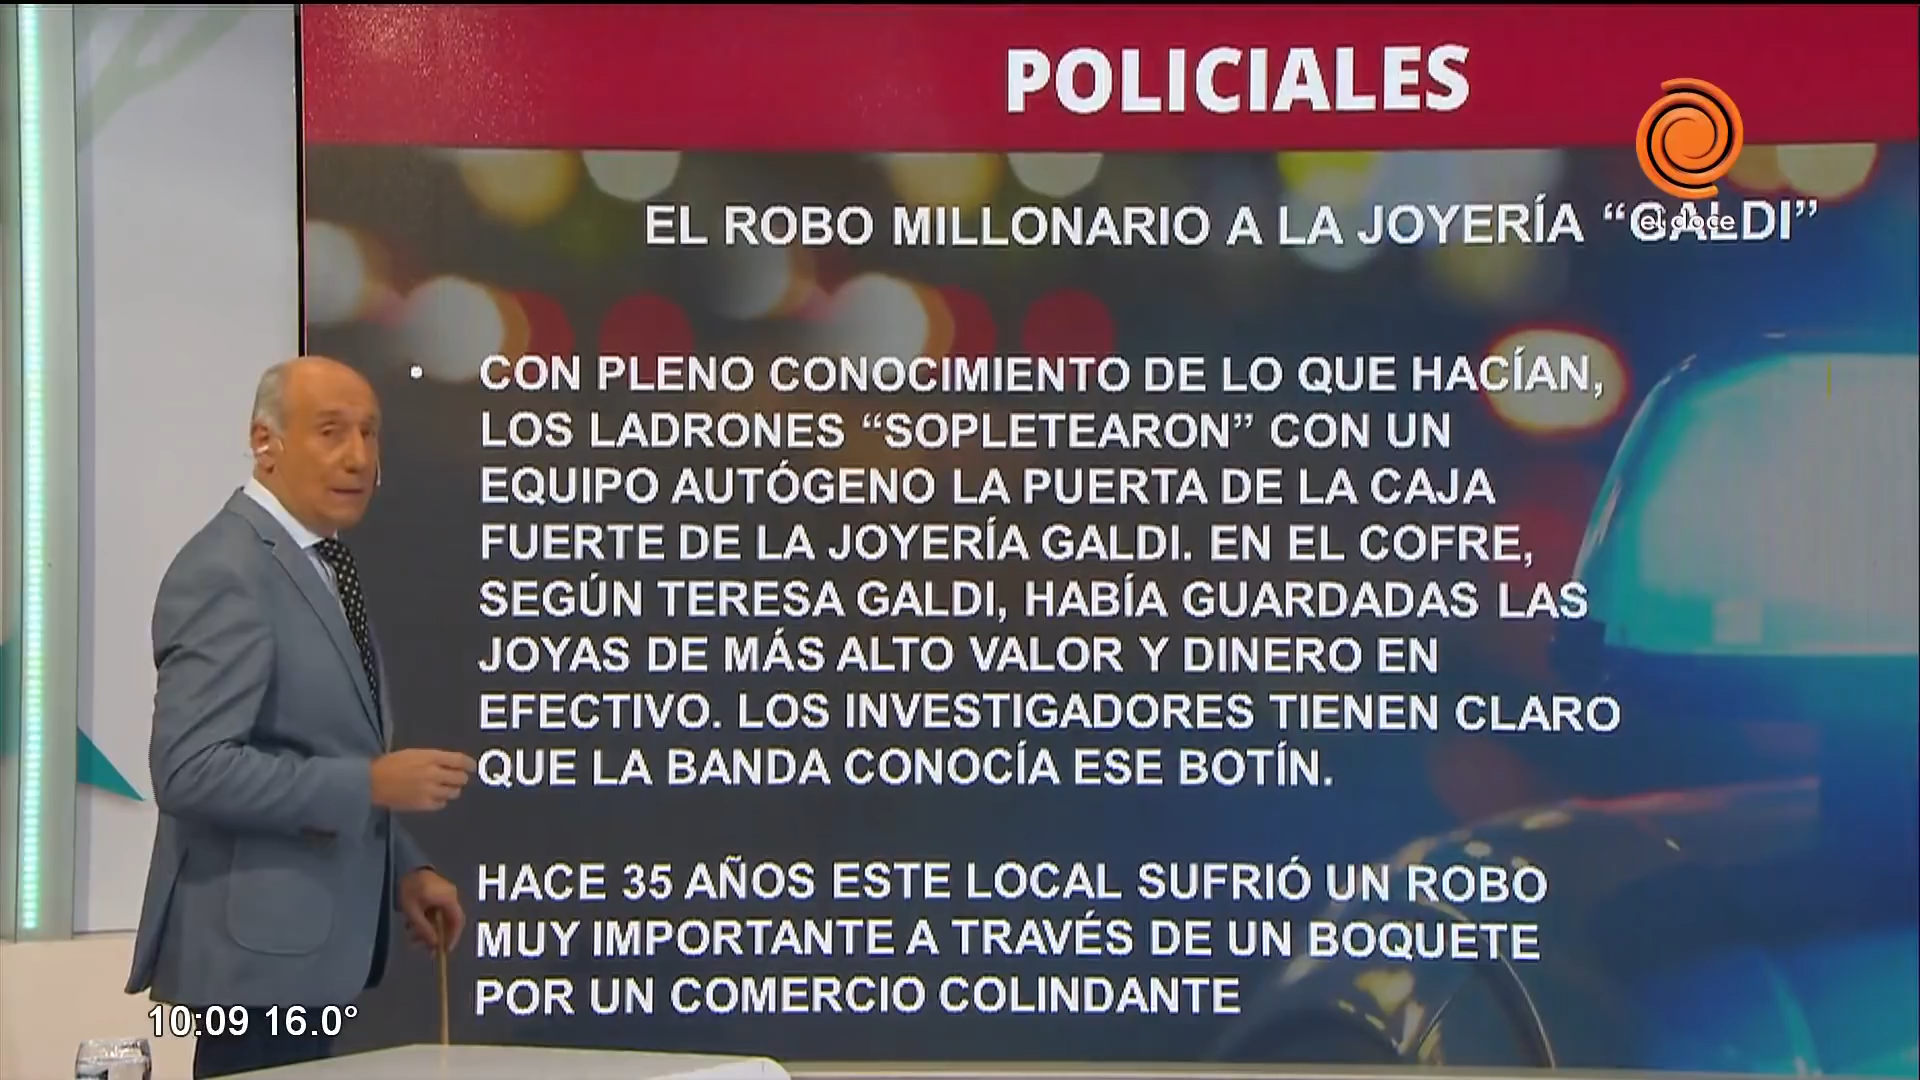 POLICIALES
el doce
EL ROBO MILLONARIO A LA JOYERÍA “GALDI”
• CON PLENO CONOCIMIENTO DE LO QUE HACÍAN,
LOS LADRONES “SOPLETEARON” CON UN
EQUIPO AUTÓGENO LA PUERTA DE LA CAJA
FUERTE DE LA JOYERÍA GALDI. EN EL COFRE,
SEGÚN TERESA GALDI, HABÍA GUARDADAS LAS
JOYAS DE MÁS ALTO VALOR Y DINERO EN
EFECTIVO. LOS INVESTIGADORES TIENEN CLARO
QUE LA BANDA CONOCÍA ESE BOTÍN.
HACE 35 AÑOS ESTE LOCAL SUFRIÓ UN ROBO
MUY IMPORTANTE A TRAVÉS DE UN BOQUETE
POR UN COMERCIO COLINDANTE
10:09 16.0°